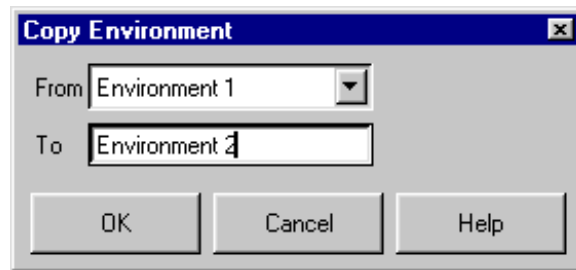 Copy Environment
From Environment 1
To Environment 2
OK Cancel Help